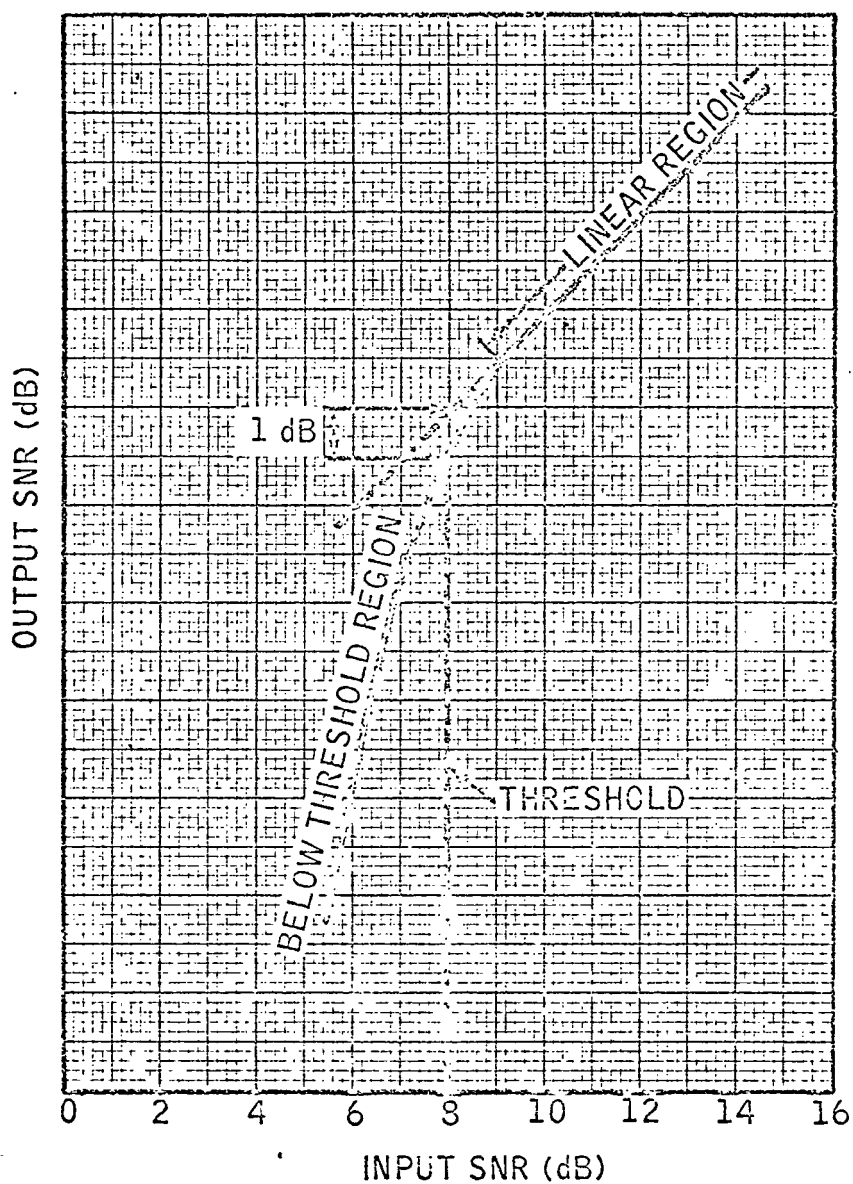 LINEAR REGION
1 dB
OUTPUT SNR (dB)
BELOW THRESHOLD REGION
THRESHOLD
0 2 4 6 8 10 12 14 16
INPUT SNR (dB)